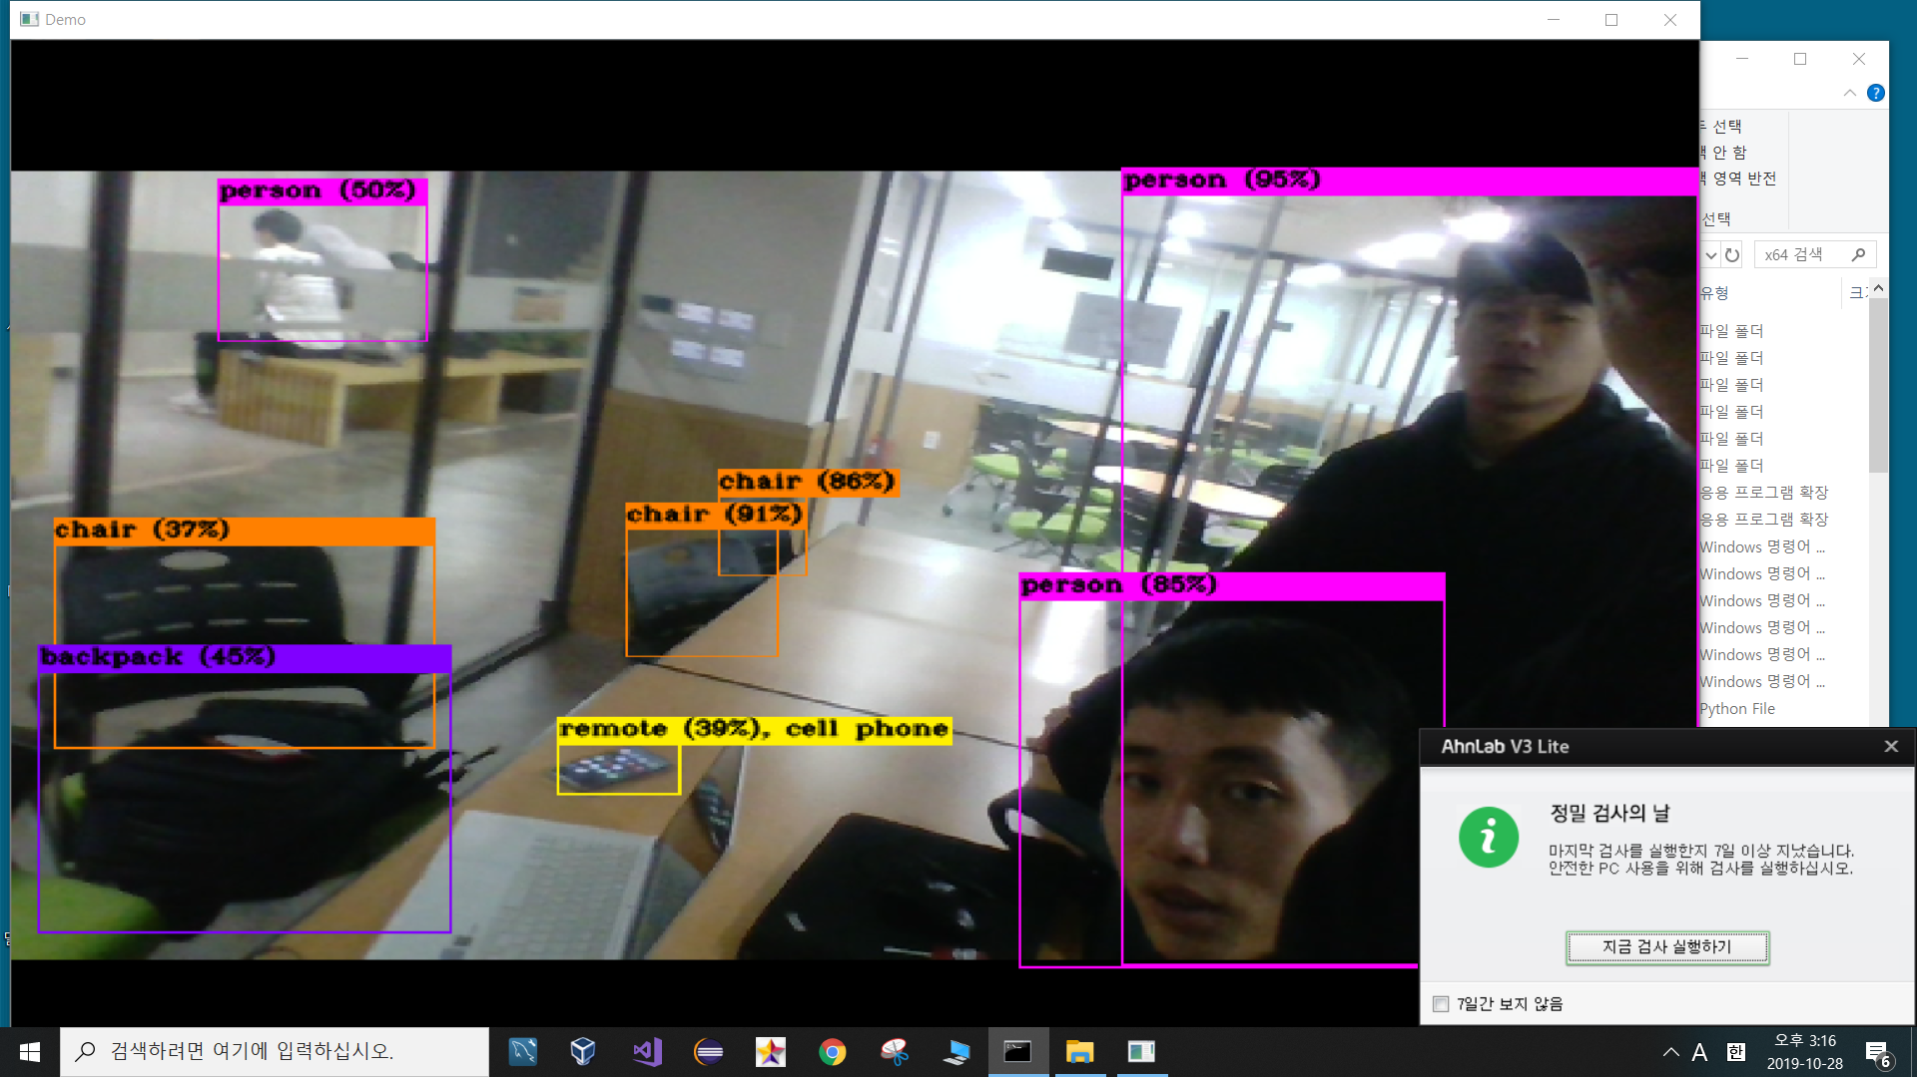 Demo
person (50%)
person (95%)
chair (86%)
chair (91%)
chair (37%)
person (85%)
backpack (45%)
remote (39%), cell phone
선택
안 함
영역 반전
선택
x64 검색
유형
파일 폴더
파일 폴더
파일 폴더
파일 폴더
파일 폴더
파일 폴더
응용 프로그램 확장
응용 프로그램 확장
Windows 명령어 ...
Windows 명령어 ...
Windows 명령어 ...
Windows 명령어 ...
Windows 명령어 ...
Windows 명령어 ...
Python File
AhnLab V3 Lite
정밀 검사의 날
마지막 검사를 실행한지 7일 이상 지났습니다.
안전한 PC 사용을 위해 검사를 실행하십시오.
지금 검사 실행하기
7일간 보지 않음
검색하려면 여기에 입력하십시오.
A 한
오후 3:16
2019-10-28
6